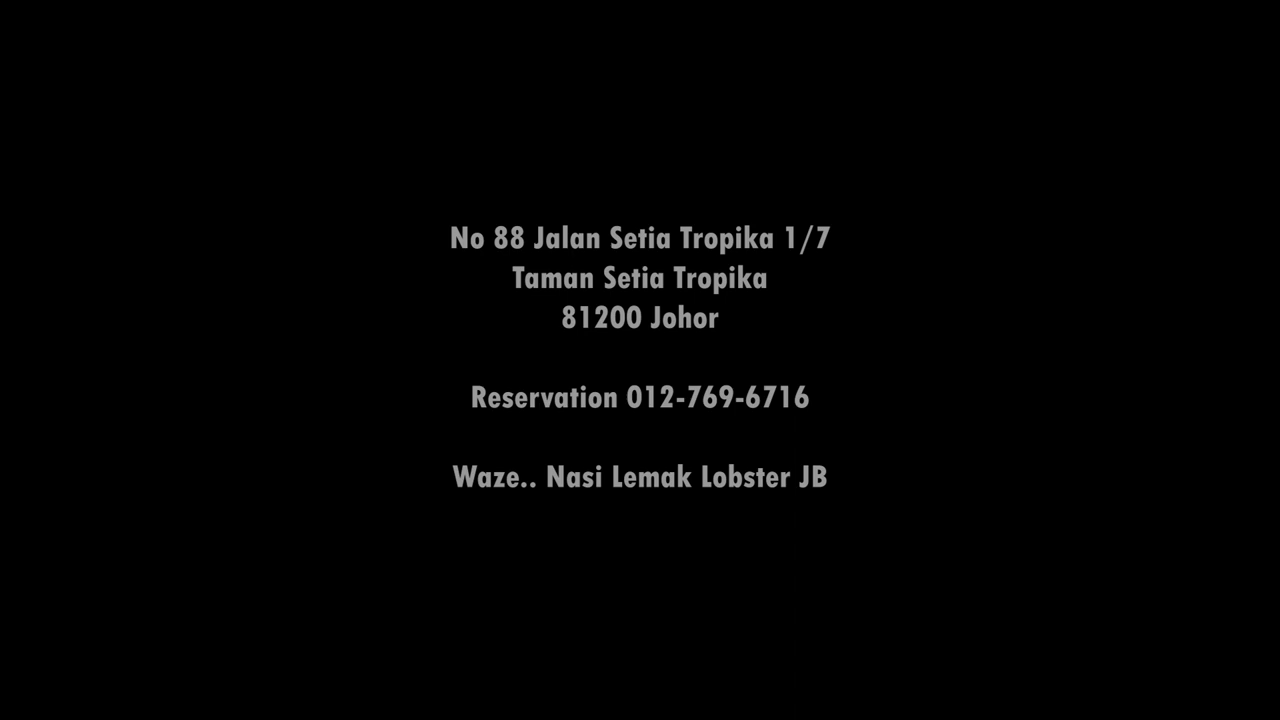 No 88 Jalan Setia Tropika 1/7
Taman Setia Tropika
81200 Johor
Reservation 012-769-6716
Waze.. Nasi Lemak Lobster JB